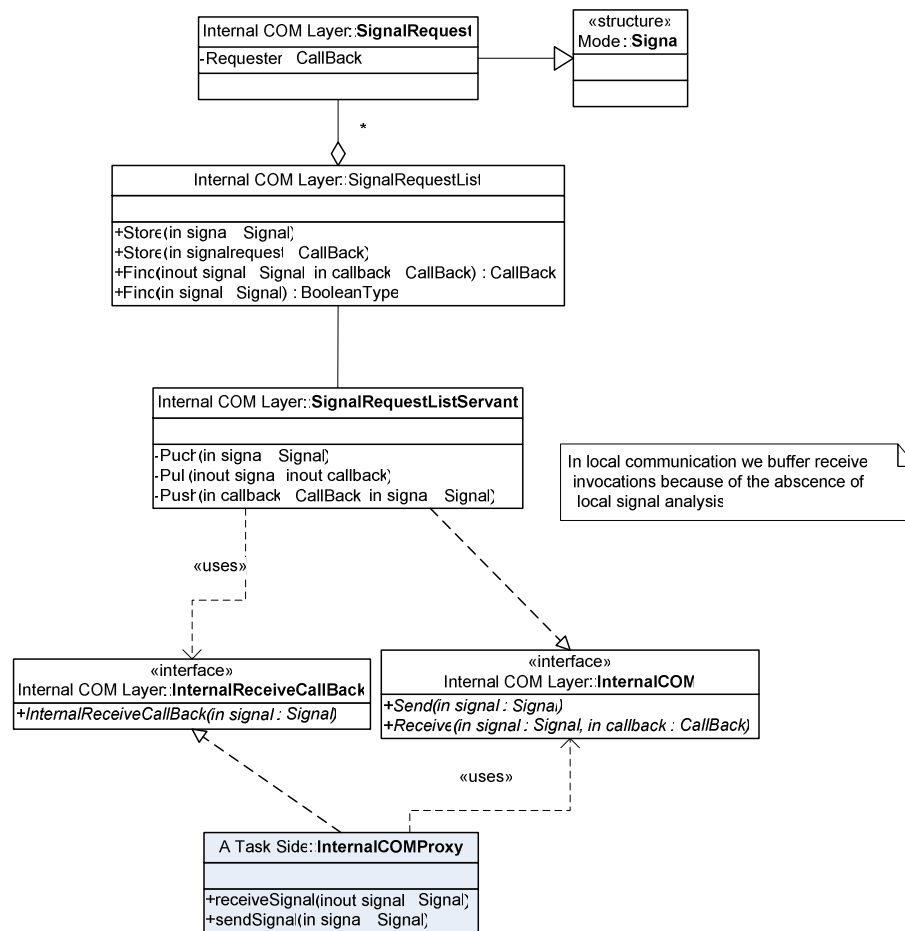 Internal COM Layer::SignalRequest
-Requester CallBack
«structure»
Mode::Signa
*
Internal COM Layer::SignalRequestList
+Store(in signa Signal)
+Store(in signalrequest CallBack)
+Find(inout signal Signal in callback CallBack) : CallBack
+Find(in signal Signal) : BooleanType
Internal COM Layer::SignalRequestListServant
-Puch(in signa Signal)
-Pul(inout signa inout callback)
-Push(in callback CallBack in signa Signal)
In local communication we buffer receive
invocations because of the abscence of
local signal analysis
«uses»
«interface»
Internal COM Layer::InternalReceiveCallBack
+InternalReceiveCallBack(in signal : Signal)
«interface»
Internal COM Layer::InternalCOM
+Send(in signal : Signal)
+Receive(in signal : Signal, in callback : CallBack)
«uses»
A Task Side::InternalCOMProxy
+receiveSignal(inout signal Signal)
+sendSignal(in signa Signal)